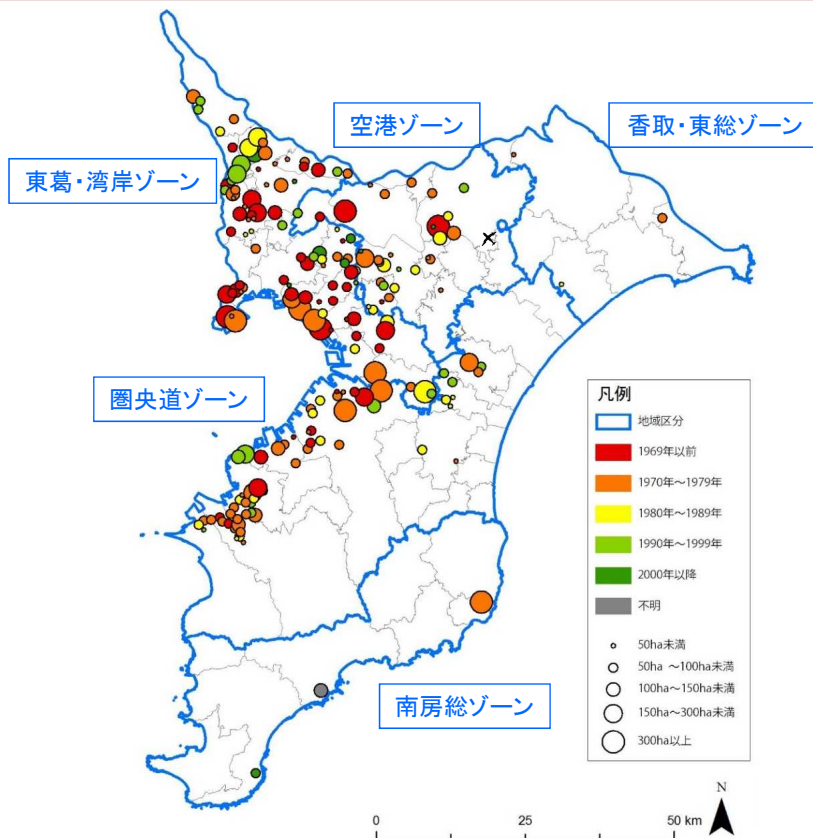 空港ゾーン
香取・東総ゾーン
東葛・湾岸ゾーン
圏央道ゾーン
南房総ゾーン
凡例
地域区分
1969年以前
1970年～1979年
1980年～1989年
1990年～1999年
2000年以降
不明
50ha未満
50ha ～100ha未満
100ha～150ha未満
150ha～300ha未満
300ha以上
N
0 25 50 km